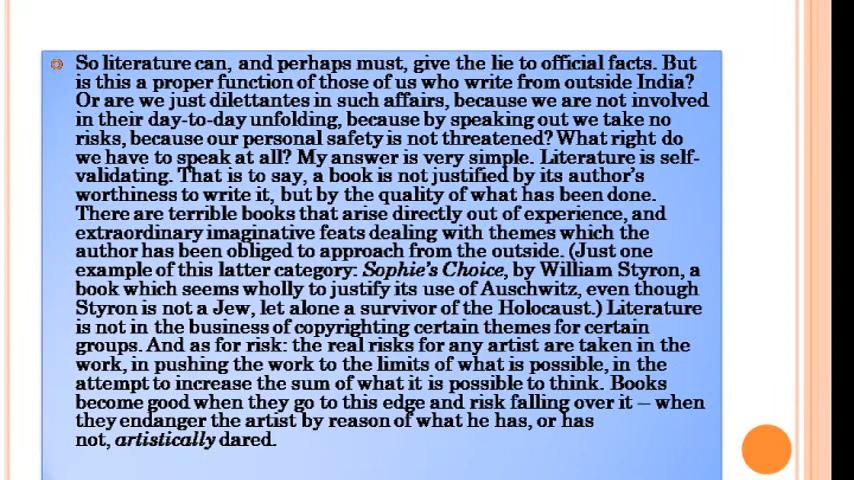 So literature can, and perhaps must, give the lie to official facts. But
is this a proper function of those of us who write from outside India?
Or are we just dilettantes in such affairs, because we are not involved
in their day-to-day unfolding, because by speaking out we take no
risks, because our personal safety is not threatened? What right do
we have to speak at all? My answer is very simple. Literature is self-
validating. That is to say, a book is not justified by its author's
worthiness to write it, but by the quality of what has been done.
There are terrible books that arise directly out of experience, and
extraordinary imaginative feats dealing with themes which the
author has been obliged to approach from the outside. (Just one
example of this latter category: Sophie's Choice, by William Styron, a
book which seems wholly to justify its use of Auschwitz, even though
Styron is not a Jew, let alone a survivor of the Holocaust.) Literature
is not in the business of copyrighting certain themes for certain
groups. And as for risk: the real risks for any artist are taken in the
work, in pushing the work to the limits of what is possible, in the
attempt to increase the sum of what it is possible to think. Books
become good when they go to this edge and risk falling over it – when
they endanger the artist by reason of what he has, or has
not, artistically dared.